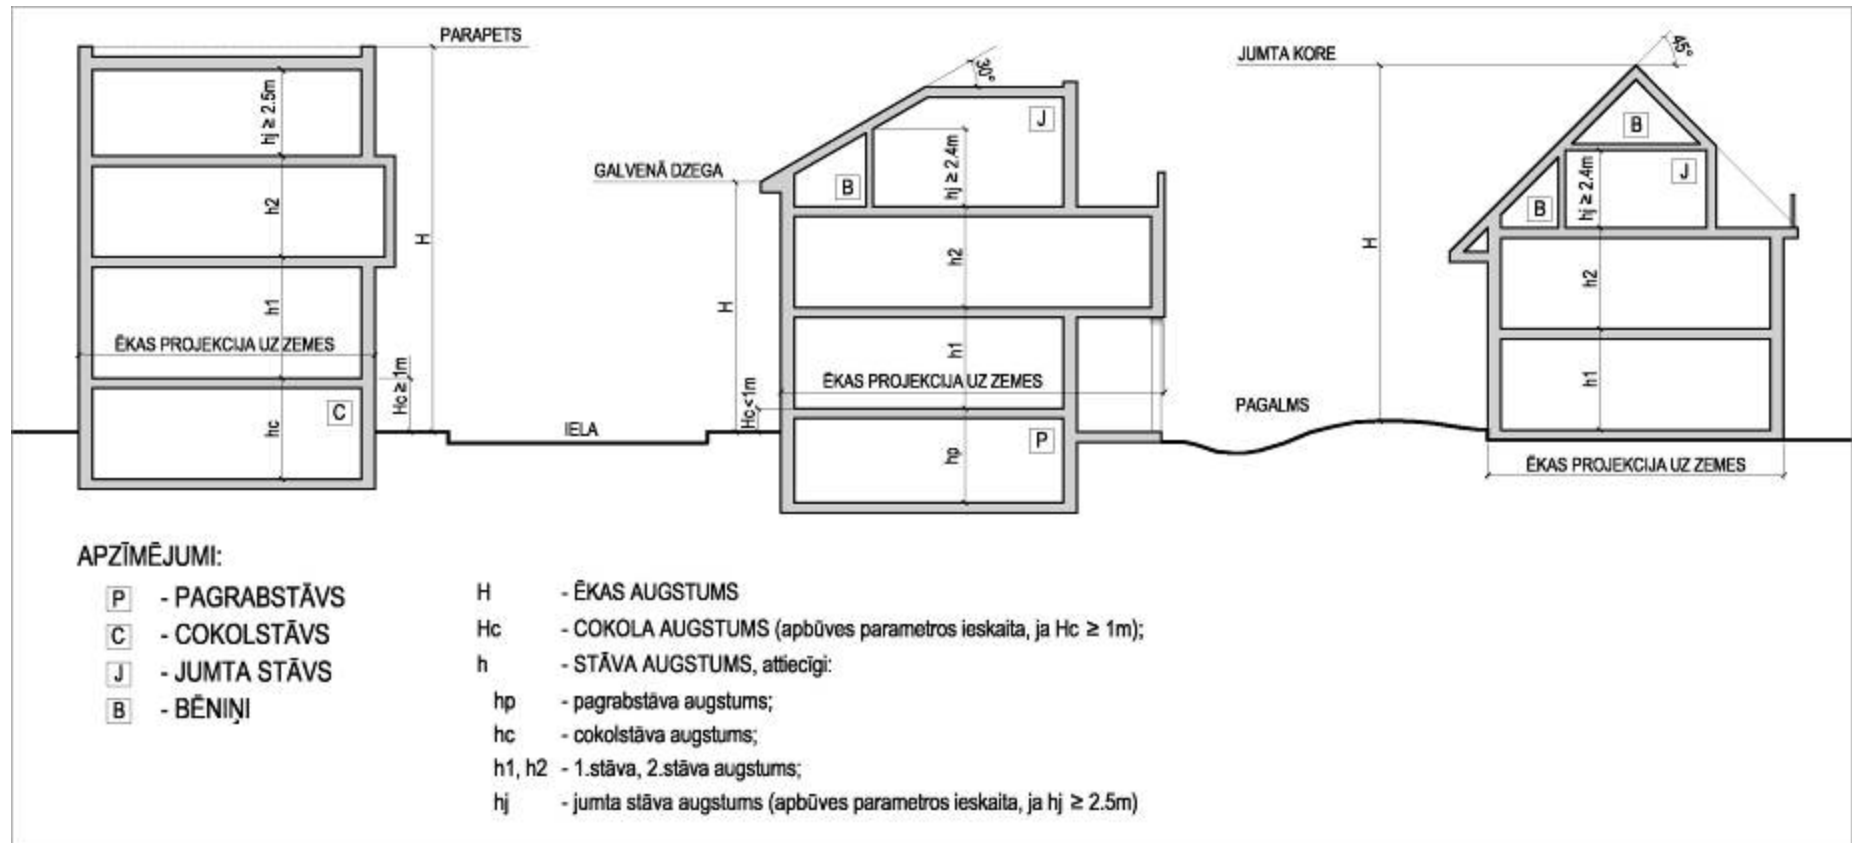 PARAPETS
hj ≥ 2.5m
h2
H
h1
ĒKAS PROJEKCIJA UZ ZEMES
Hc ≥ 1m
C
hc
IELA
30°
J
GALVENĀ DZEGA
B
hj ≥ 2.4m
h2
H
h1
ĒKAS PROJEKCIJA UZ ZEMES
Hc <1m
P
hp
45°
JUMTA KORE
B
hj ≥ 2.4m
J
B
H
h2
h1
PAGALMS
ĒKAS PROJEKCIJA UZ ZEMES
APZĪMĒJUMI:
P - PAGRABSTĀVS
C - COKOLSTĀVS
J - JUMTA STĀVS
B - BĒNIŅI
H - ĒKAS AUGSTUMS
Hc - COKOLA AUGSTUMS (apbūves parametros ieskaita, ja Hc ≥ 1m);
h - STĀVA AUGSTUMS, attiecīgi:
hp - pagrabstāva augstums;
hc - cokolstāva augstums;
h1, h2 - 1.stāva, 2.stāva augstums;
hj - jumta stāva augstums (apbūves parametros ieskaita, ja hj ≥ 2.5m)